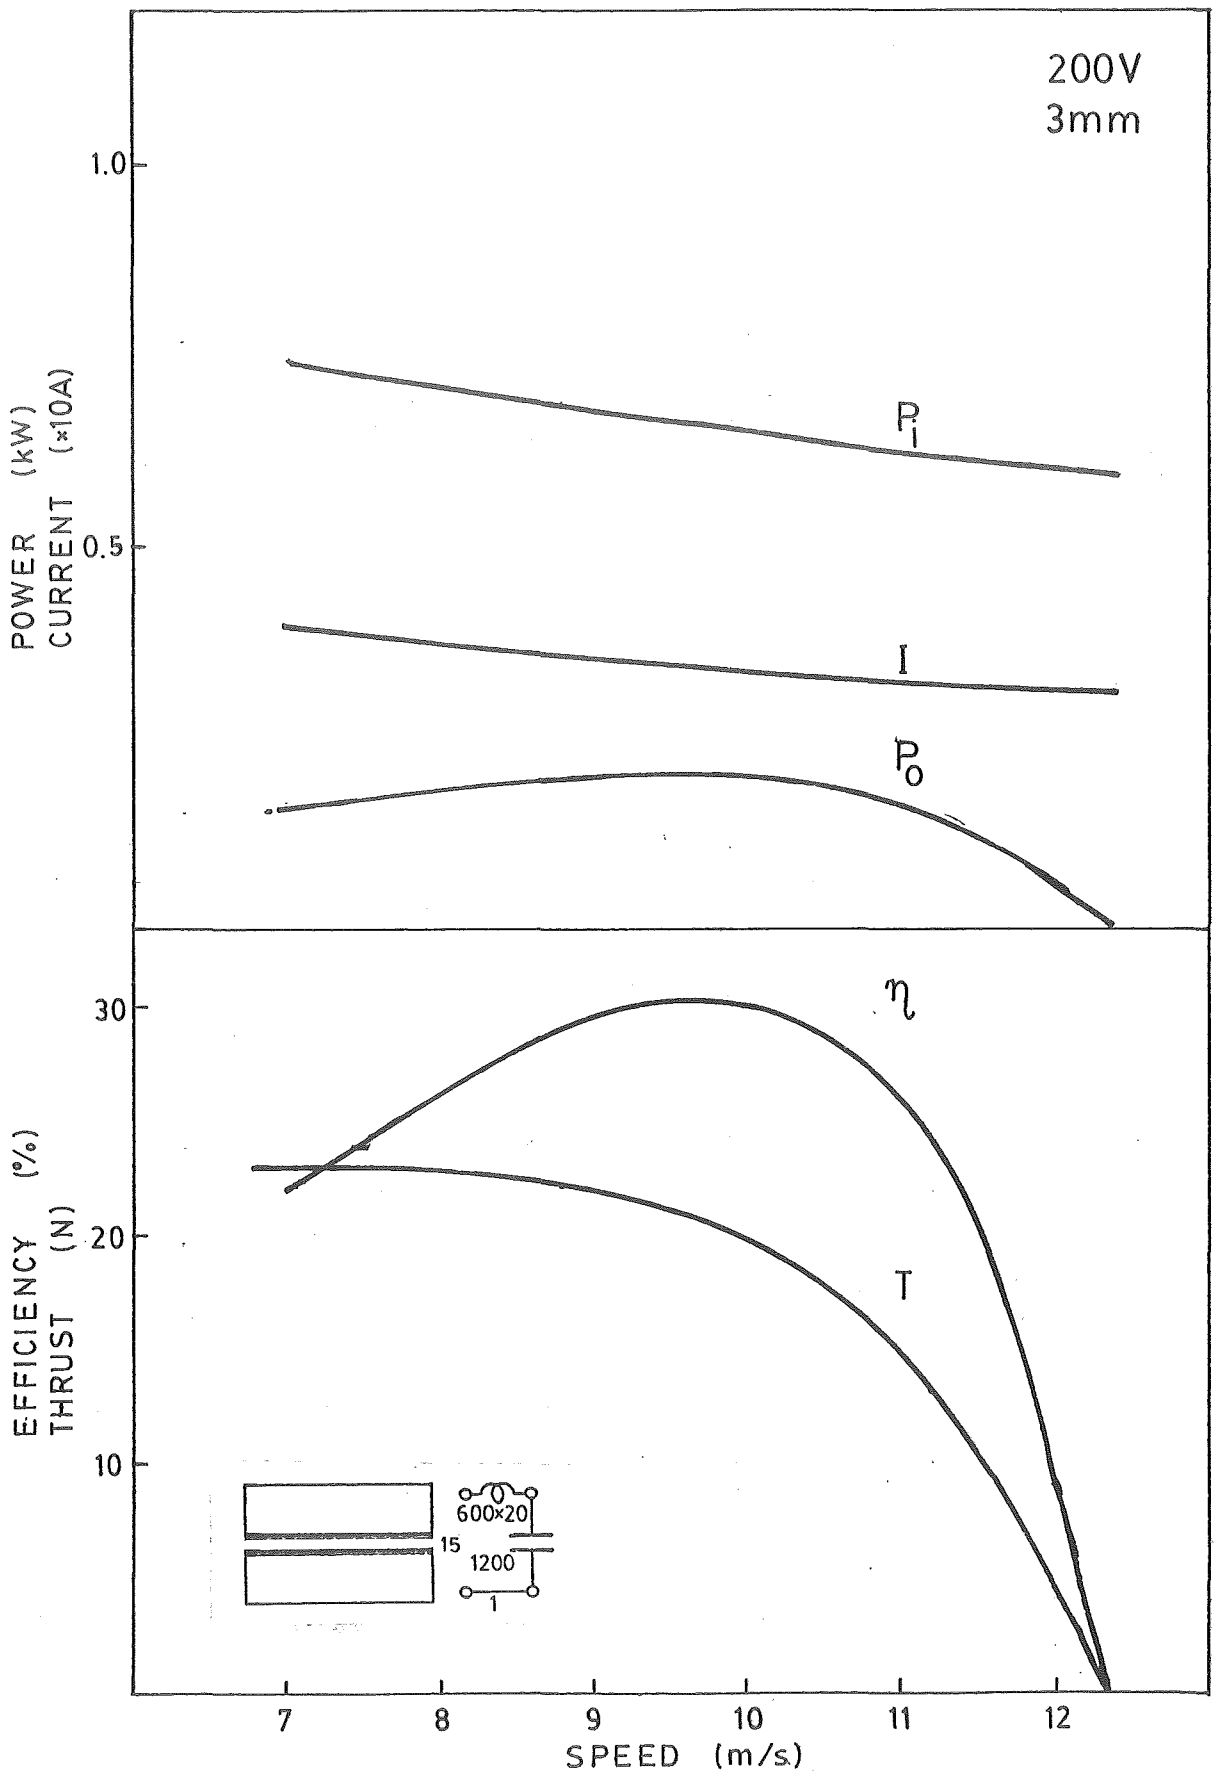 200V
3mm
1.0
POWER (kW)
CURRENT (×10A)
Pi
0.5
I
Po
30
η
EFFICIENCY (%)
THRUST (N)
20
T
10
600×20
15
1200
1
7 8 9 10 11 12
SPEED (m/s.)